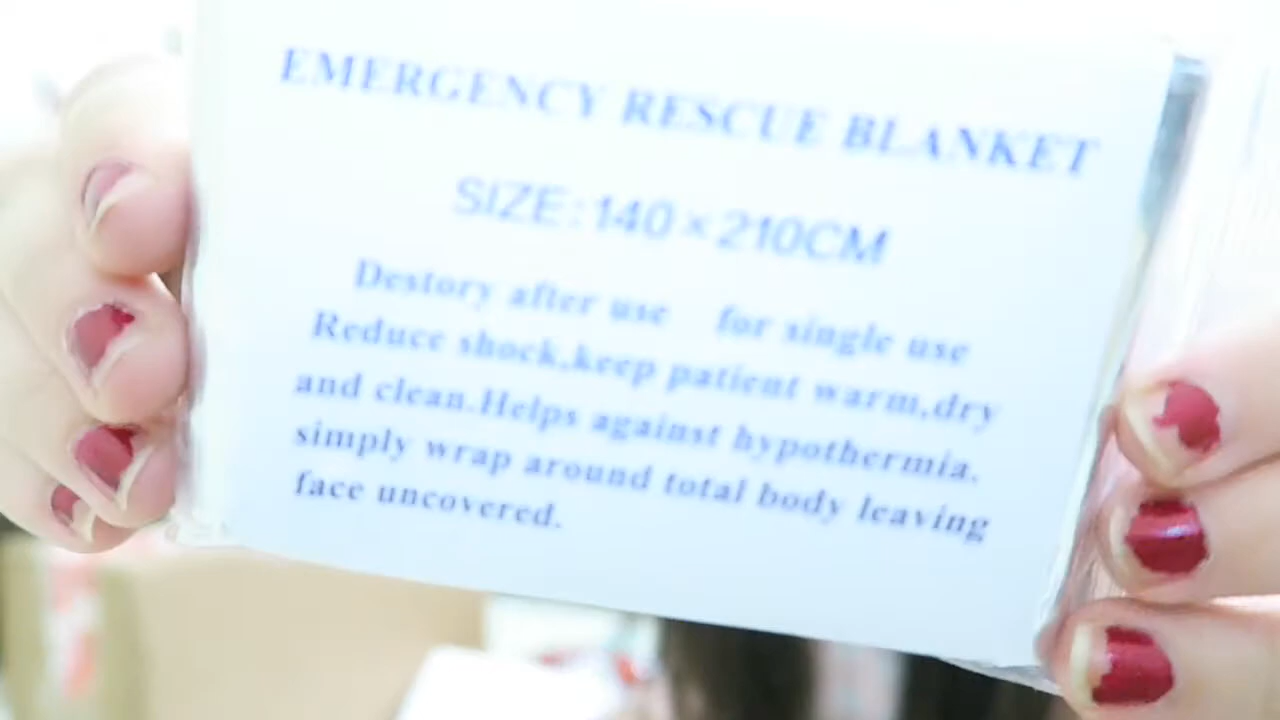 EMERGENCY RESCUE BLANKET
SIZE:140×210CM
Destory after use for single use
Reduce shock,keep patient warm,dry
and clean.Helps against hypothermia.
simply wrap around total body leaving
face uncovered.